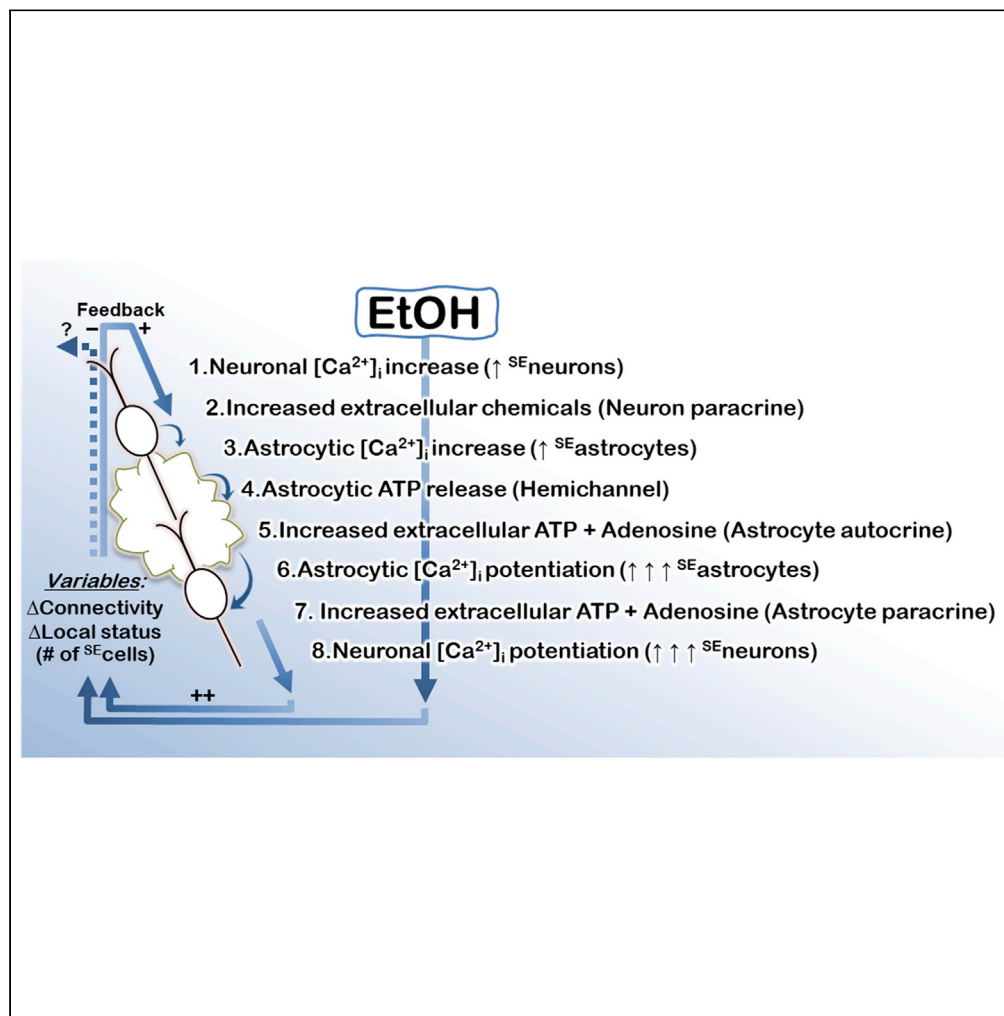 Feedback
? − +
EtOH
1.Neuronal [Ca²⁺]ᵢ increase (↑ ˢᴱneurons)
2.Increased extracellular chemicals (Neuron paracrine)
3.Astrocytic [Ca²⁺]ᵢ increase (↑ ˢᴱastrocytes)
4.Astrocytic ATP release (Hemichannel)
5.Increased extracellular ATP + Adenosine (Astrocyte autocrine)
6.Astrocytic [Ca²⁺]ᵢ potentiation (↑ ↑ ↑ ˢᴱastrocytes)
7. Increased extracellular ATP + Adenosine (Astrocyte paracrine)
8.Neuronal [Ca²⁺]ᵢ potentiation (↑ ↑ ↑ ˢᴱneurons)
Variables:
ΔConnectivity
ΔLocal status
(# of ˢᴱcells)
++